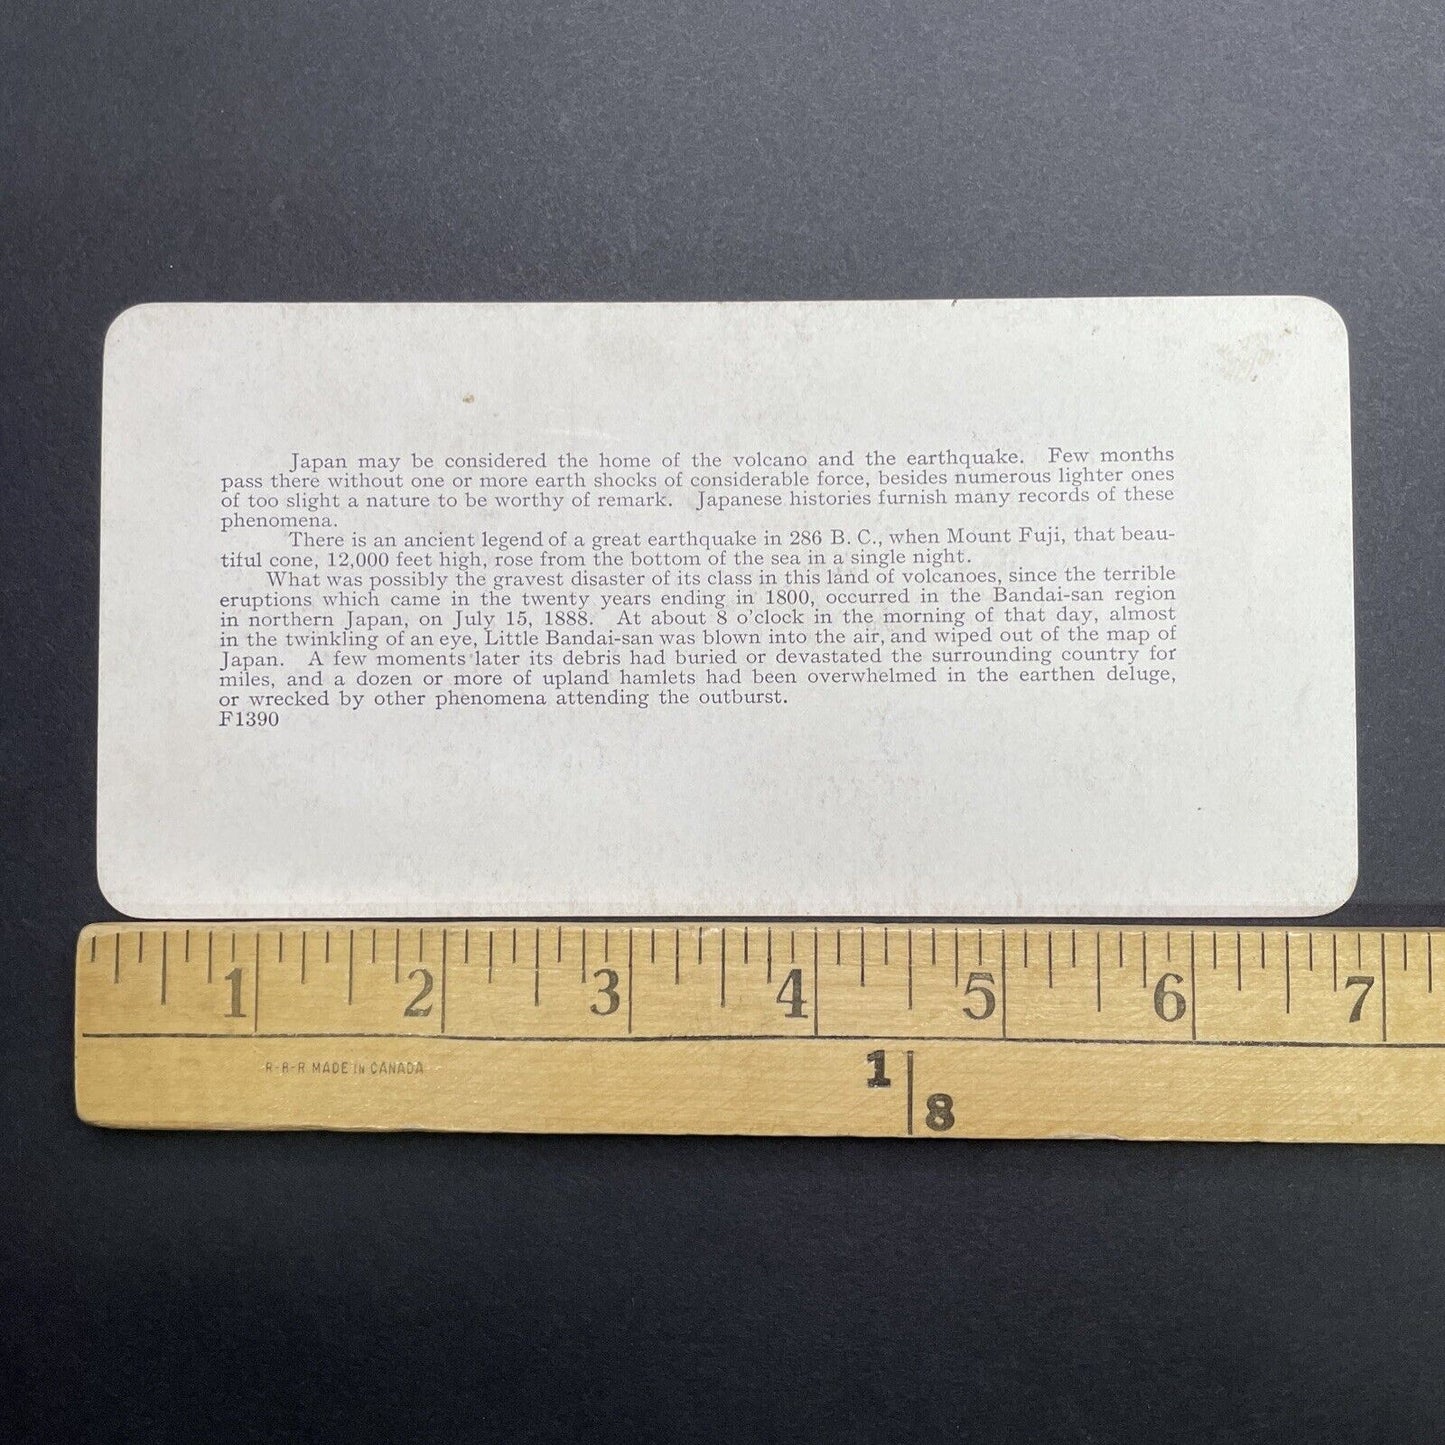 Japan may be considered the home of the volcano and the earthquake. Few months
pass there without one or more earth shocks of considerable force, besides numerous lighter ones
of too slight a nature to be worthy of remark. Japanese histories furnish many records of these
phenomena.
There is an ancient legend of a great earthquake in 286 B. C., when Mount Fuji, that beau-
tiful cone, 12,000 feet high, rose from the bottom of the sea in a single night.
What was possibly the gravest disaster of its class in this land of volcanoes, since the terrible
eruptions which came in the twenty years ending in 1800, occurred in the Bandai-san region
in northern Japan, on July 15, 1888. At about 8 o'clock in the morning of that day, almost
in the twinkling of an eye, Little Bandai-san was blown into the air, and wiped out of the map of
Japan. A few moments later its debris had buried or devastated the surrounding country for
miles, and a dozen or more of upland hamlets had been overwhelmed in the earthen deluge,
or wrecked by other phenomena attending the outburst.
F1390
1 2 3 4 5 6 7
R-B-R MADE IN CANADA
1 8